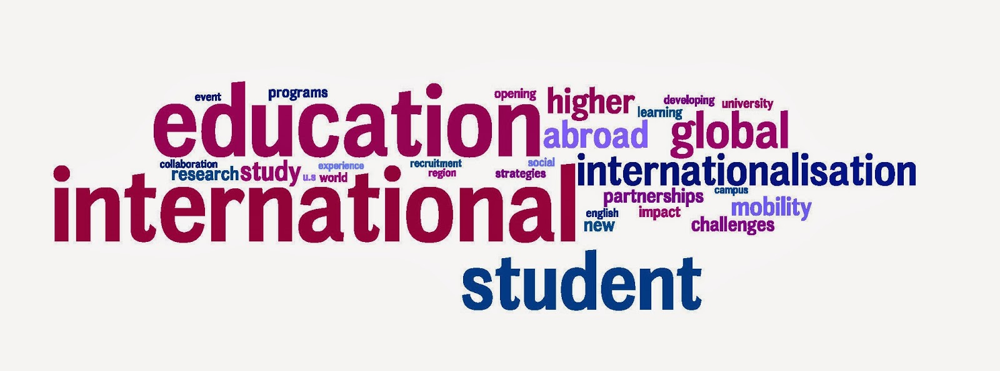 event
programs
education
opening
higher
developing
university
learning
abroad
global
collaboration
research
study
u.s
experience
world
recruitment
region
social
strategies
internationalisation
international
partnerships
campus
mobility
english
impact
new
challenges
student